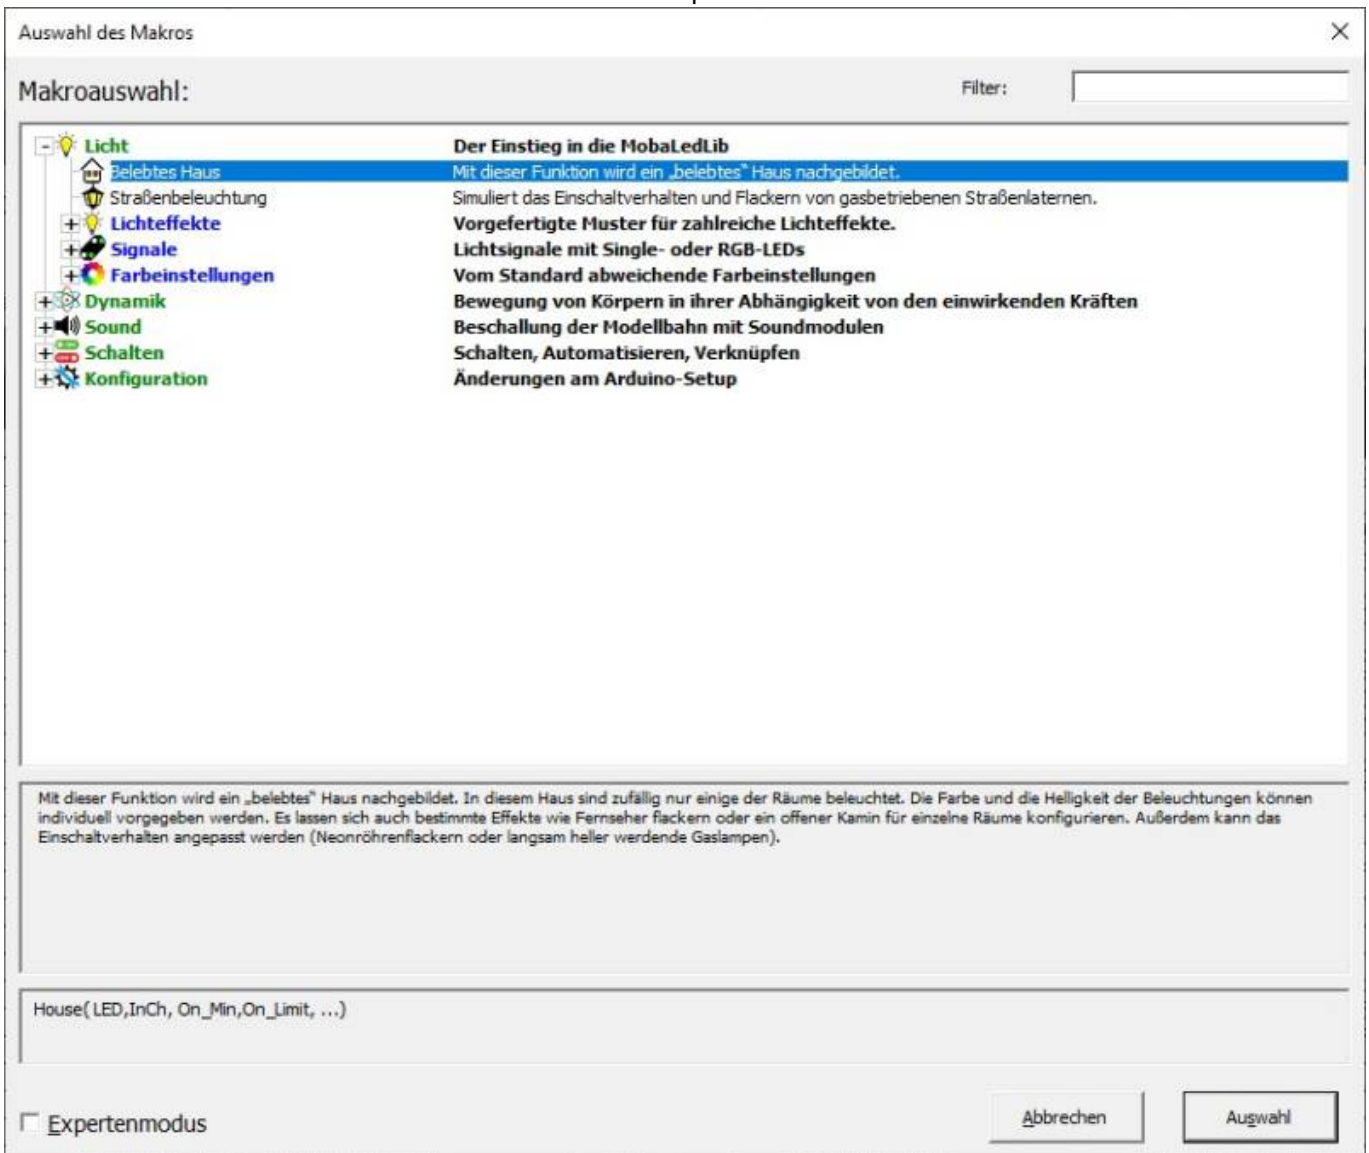 Auswahl des Makros
Makroauswahl: Filter:
Licht Der Einstieg in die MobaLedLib
Belebtes Haus Mit dieser Funktion wird ein „belebtes“ Haus nachgebildet.
Straßenbeleuchtung Simuliert das Einschaltverhalten und Flackern von gasbetriebenen Straßenlaternen.
Lichteffekte Vorgefertigte Muster für zahlreiche Lichteffekte.
Signale Lichtsignale mit Single- oder RGB-LEDs
Farbeinstellungen Vom Standard abweichende Farbeinstellungen
Dynamik Bewegung von Körpern in ihrer Abhängigkeit von den einwirkenden Kräften
Sound Beschallung der Modellbahn mit Soundmodulen
Schalten Schalten, Automatisieren, Verknüpfen
Konfiguration Änderungen am Arduino-Setup
Mit dieser Funktion wird ein „belebtes“ Haus nachgebildet. In diesem Haus sind zufällig nur einige der Räume beleuchtet. Die Farbe und die Helligkeit der Beleuchtungen können
individuell vorgegeben werden. Es lassen sich auch bestimmte Effekte wie Fernseher flackern oder ein offener Kamin für einzelne Räume konfigurieren. Außerdem kann das
Einschaltverhalten angepasst werden (Neonröhrenflackern oder langsam heller werdende Gaslampen).
House( LED,InCh, On_Min,On_Limit, ...)
Expertenmodus Abbrechen Auswahl